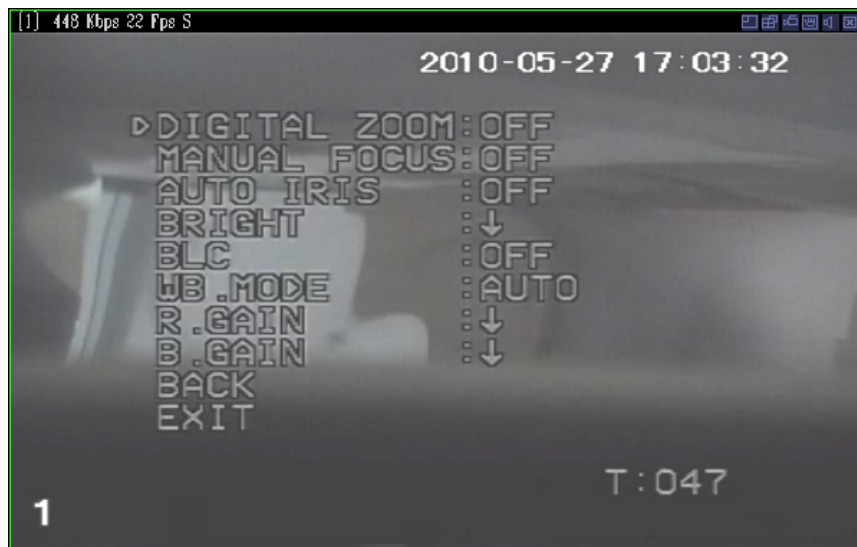 [1] 448 Kbps 22 Fps S
2010-05-27 17:03:32
DIGITAL ZOOM:OFF
MANUAL FOCUS:OFF
AUTO IRIS :OFF
BRIGHT :↓
BLC :OFF
WB.MODE :AUTO
R.GAIN :↓
B.GAIN :↓
BACK
EXIT
T:047
1